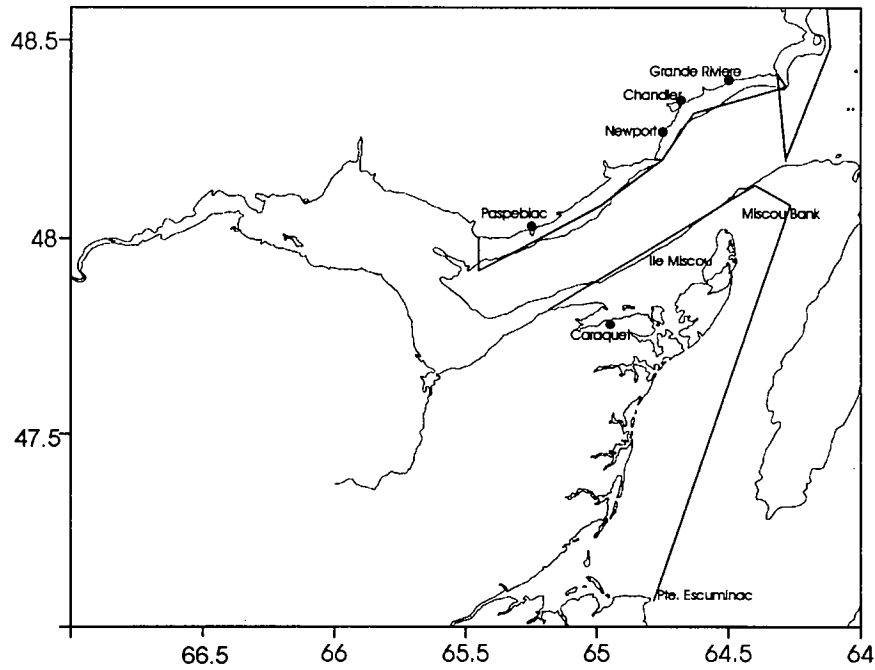 48.5
Grande Riviere
Chandler
Newport
Paspebiac
48
Miscou Bank
Ile Miscou
Caraquet
47.5
Pte. Escuminac
66.5
66
65.5
65
64.5
64